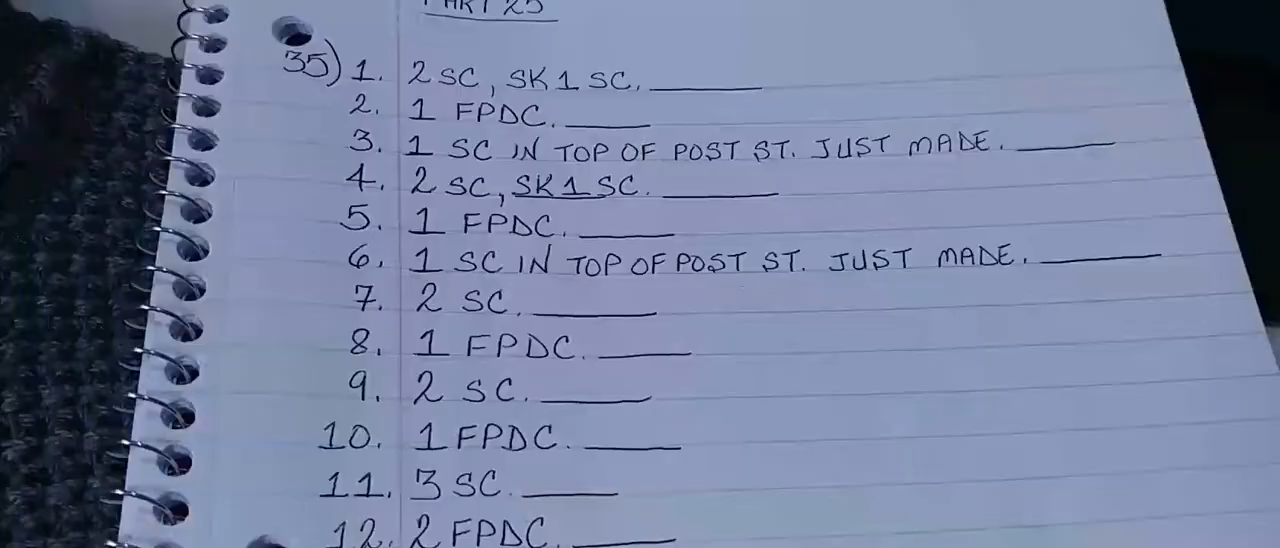 PART 25
35) 1. 2 SC, SK 1 SC. ______
2. 1 FPDC. ______
3. 1 SC IN TOP OF POST ST. JUST MADE. ______
4. 2 SC, SK 1 SC. ______
5. 1 FPDC. ______
6. 1 SC IN TOP OF POST ST. JUST MADE. ______
7. 2 SC. ______
8. 1 FPDC. ______
9. 2 SC. ______
10. 1 FPDC. ______
11. 3 SC. ______
12. 2 FPDC. ______